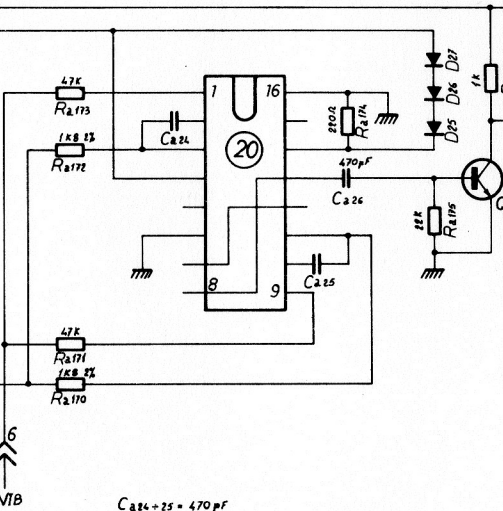 D27
47K
Ra173
1
16
1k
D26
Ca24
220Ω
Ra174
D25
1K8 2%
Ra172
20
470pF
Ca26
22K
Ra175
Q
8
9
Ca25
47K
Ra171
1K8 2%
Ra170
6
VIB
Ca24÷25 = 470pF